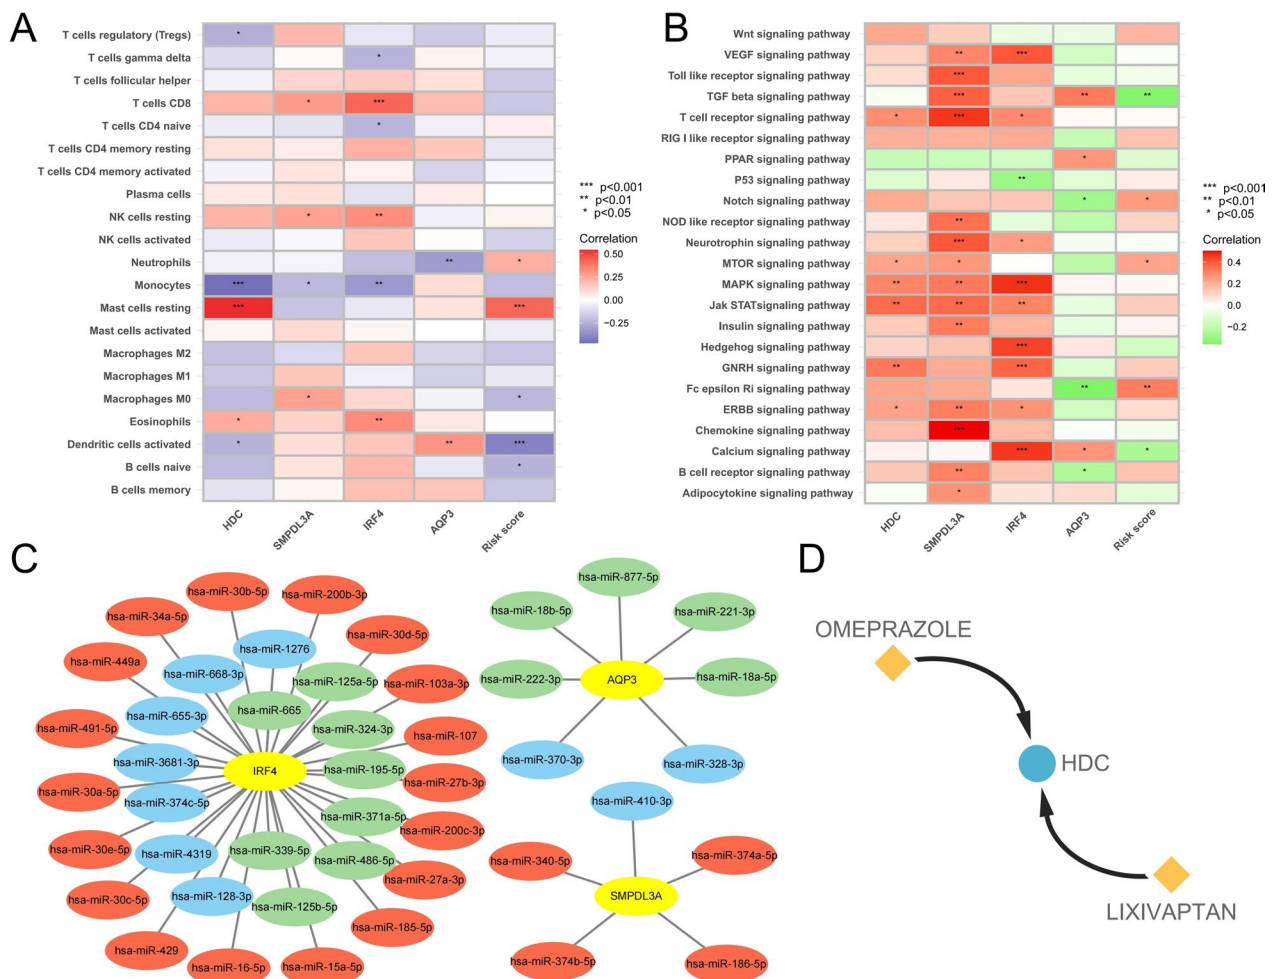 A
T cells regulatory (Tregs)
*
T cells gamma delta
*
T cells follicular helper
T cells CD8
* ***
T cells CD4 naive
*
T cells CD4 memory resting
T cells CD4 memory activated
Plasma cells
NK cells resting
* **
NK cells activated
Neutrophils
** *
Monocytes
*** * **
Mast cells resting
*** ***
Mast cells activated
Macrophages M2
Macrophages M1
Macrophages M0
* *
Eosinophils
* **
Dendritic cells activated
* ** ***
B cells naive
*
B cells memory
HDC
SMPDL3A
IRF4
AQP3
Risk score
*** p<0.001
** p<0.01
* p<0.05
Correlation
0.50
0.25
0.00
−0.25
B
Wnt signaling pathway
VEGF signaling pathway
** ***
Toll like receptor signaling pathway
***
TGF beta signaling pathway
*** ** **
T cell receptor signaling pathway
* *** *
RIG I like receptor signaling pathway
PPAR signaling pathway
*
P53 signaling pathway
**
Notch signaling pathway
* *
NOD like receptor signaling pathway
**
Neurotrophin signaling pathway
*** *
MTOR signaling pathway
* * *
MAPK signaling pathway
** ** ***
Jak STATsignaling pathway
** ** **
Insulin signaling pathway
**
Hedgehog signaling pathway
***
GNRH signaling pathway
** ***
Fc epsilon Ri signaling pathway
** **
ERBB signaling pathway
* ** *
Chemokine signaling pathway
***
Calcium signaling pathway
*** * *
B cell receptor signaling pathway
** *
Adipocytokine signaling pathway
*
HDC
SMPDL3A
IRF4
AQP3
Risk score
*** p<0.001
** p<0.01
* p<0.05
Correlation
0.4
0.2
0.0
−0.2
C
hsa-miR-30b-5p
hsa-miR-200b-3p
hsa-miR-34a-5p
hsa-miR-30d-5p
hsa-miR-1276
hsa-miR-449a
hsa-miR-668-3p
hsa-miR-125a-5p
hsa-miR-103a-3p
hsa-miR-655-3p
hsa-miR-665
hsa-miR-491-5p
hsa-miR-324-3p
hsa-miR-107
hsa-miR-3681-3p
IRF4
hsa-miR-195-5p
hsa-miR-27b-3p
hsa-miR-30a-5p
hsa-miR-374c-5p
hsa-miR-371a-5p
hsa-miR-200c-3p
hsa-miR-30e-5p
hsa-miR-4319
hsa-miR-339-5p
hsa-miR-486-5p
hsa-miR-27a-3p
hsa-miR-30c-5p
hsa-miR-128-3p
hsa-miR-125b-5p
hsa-miR-185-5p
hsa-miR-429
hsa-miR-16-5p
hsa-miR-15a-5p
hsa-miR-877-5p
hsa-miR-18b-5p
hsa-miR-221-3p
hsa-miR-222-3p
AQP3
hsa-miR-18a-5p
hsa-miR-370-3p
hsa-miR-328-3p
hsa-miR-410-3p
hsa-miR-340-5p
hsa-miR-374a-5p
SMPDL3A
hsa-miR-374b-5p
hsa-miR-186-5p
D
OMEPRAZOLE
HDC
LIXIVAPTAN